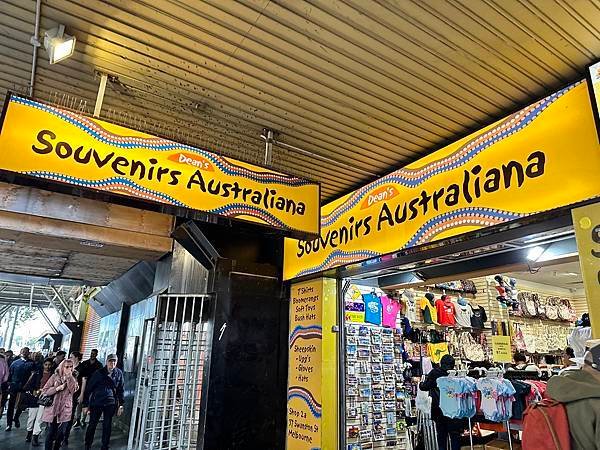 Dean's
Souvenirs Australiana
Dean's
Souvenirs Australiana
T'Shirts
Boomerangs
Soft Toys
Bush Hats
Sheepskin
• Ugg's
• Gloves
• Hats
Shop 2a
77 Swanston St
Melbourne